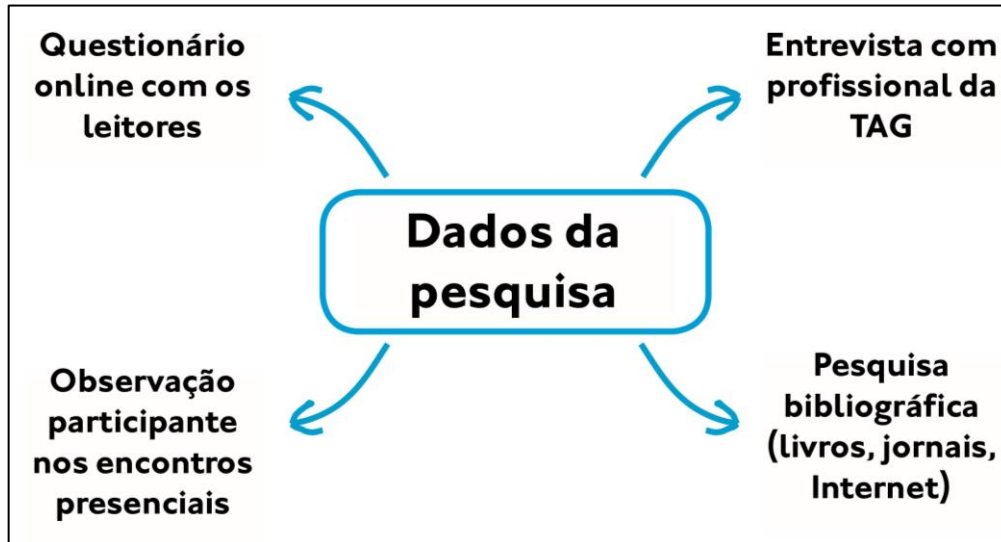 Questionário
online com os
leitores
Entrevista com
profissional da
TAG
Dados da
pesquisa
Observação
participante
nos encontros
presenciais
Pesquisa
bibliográfica
(livros, jornais,
Internet)